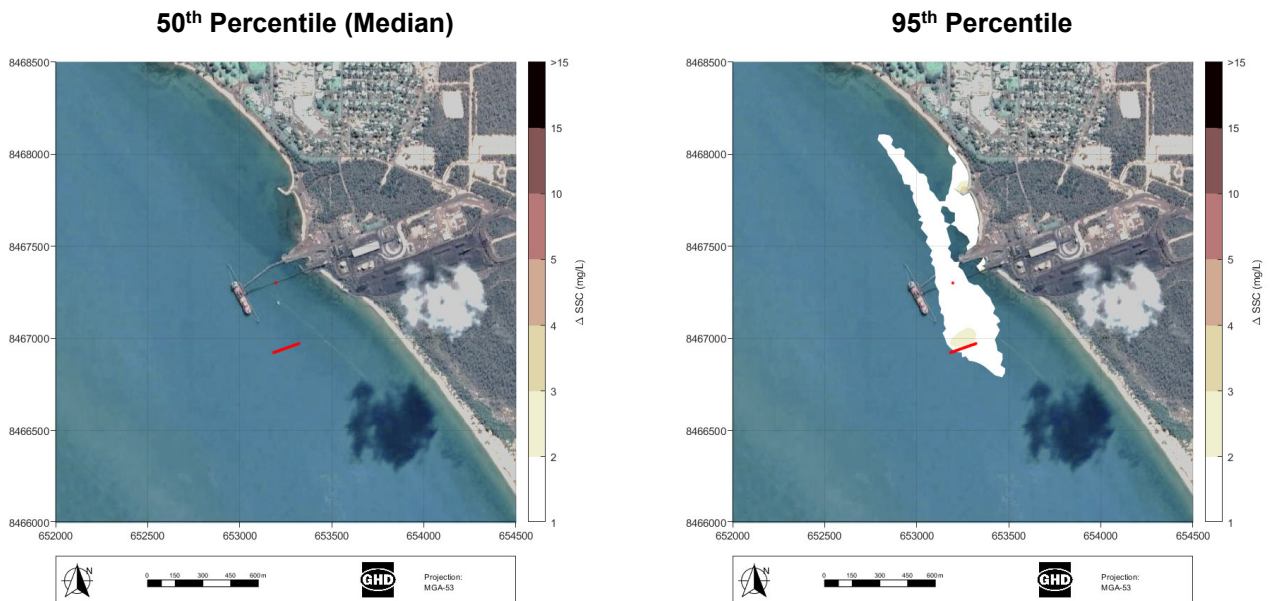 50th Percentile (Median)
95th Percentile
8468500
8468000
8467500
8467000
8466500
8466000
652000 652500 653000 653500 654000 654500
>15
15
10
5
4
3
2
1
Δ SSC (mg/L)
N
0 150 300 450 600m
GHD
Projection:
MGA-53
8468500
8468000
8467500
8467000
8466500
8466000
652000 652500 653000 653500 654000 654500
>15
15
10
5
4
3
2
1
Δ SSC (mg/L)
N
0 150 300 450 600m
GHD
Projection:
MGA-53